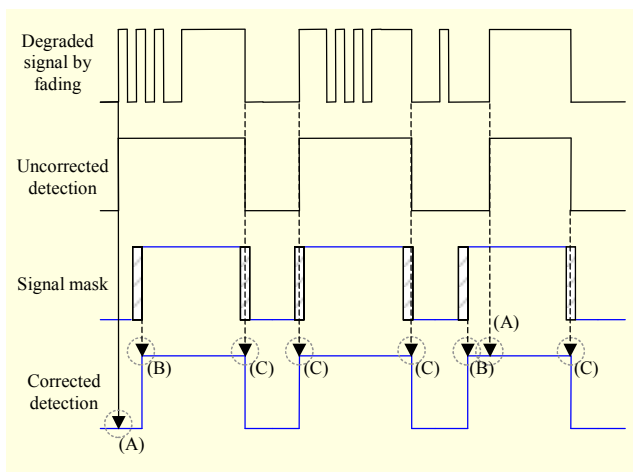 Degraded
signal by
fading
Uncorrected
detection
Signal mask
(A)
(B)
(C)
(C)
(C)
(B)
(C)
Corrected
detection
(A)